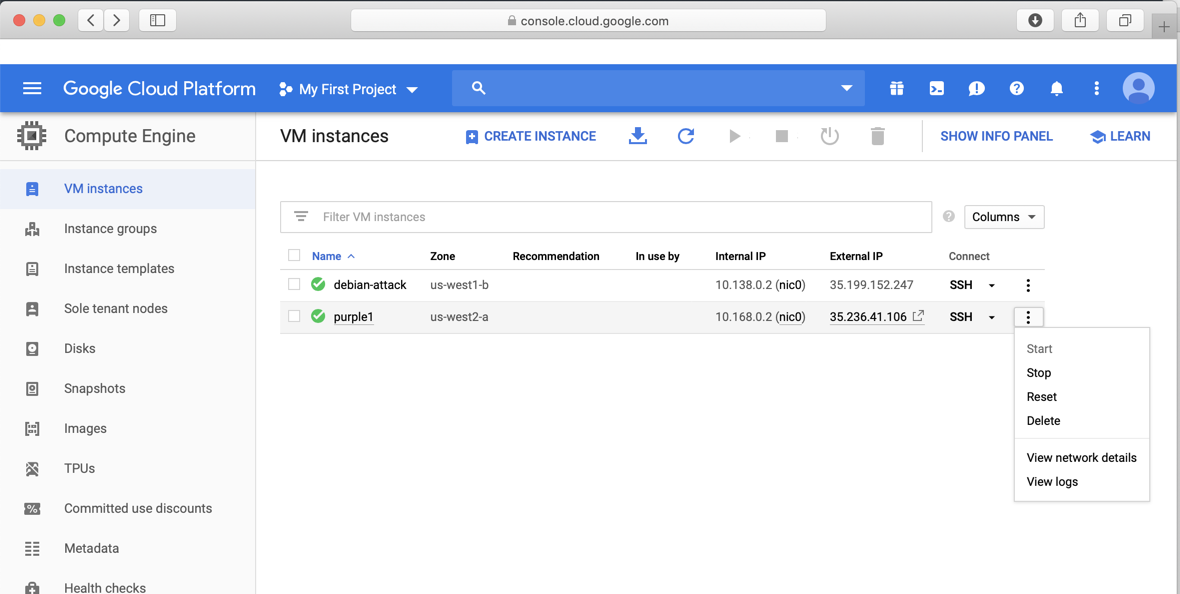 console.cloud.google.com
Google Cloud Platform My First Project
Compute Engine
VM instances CREATE INSTANCE SHOW INFO PANEL LEARN
VM instances
Instance groups
Instance templates
Sole tenant nodes
Disks
Snapshots
Images
TPUs
Committed use discounts
Metadata
Health checks
Filter VM instances Columns
Name Zone Recommendation In use by Internal IP External IP Connect
debian-attack us-west1-b 10.138.0.2 (nic0) 35.199.152.247 SSH
purple1 us-west2-a 10.168.0.2 (nic0) 35.236.41.106 SSH
Start
Stop
Reset
Delete
View network details
View logs